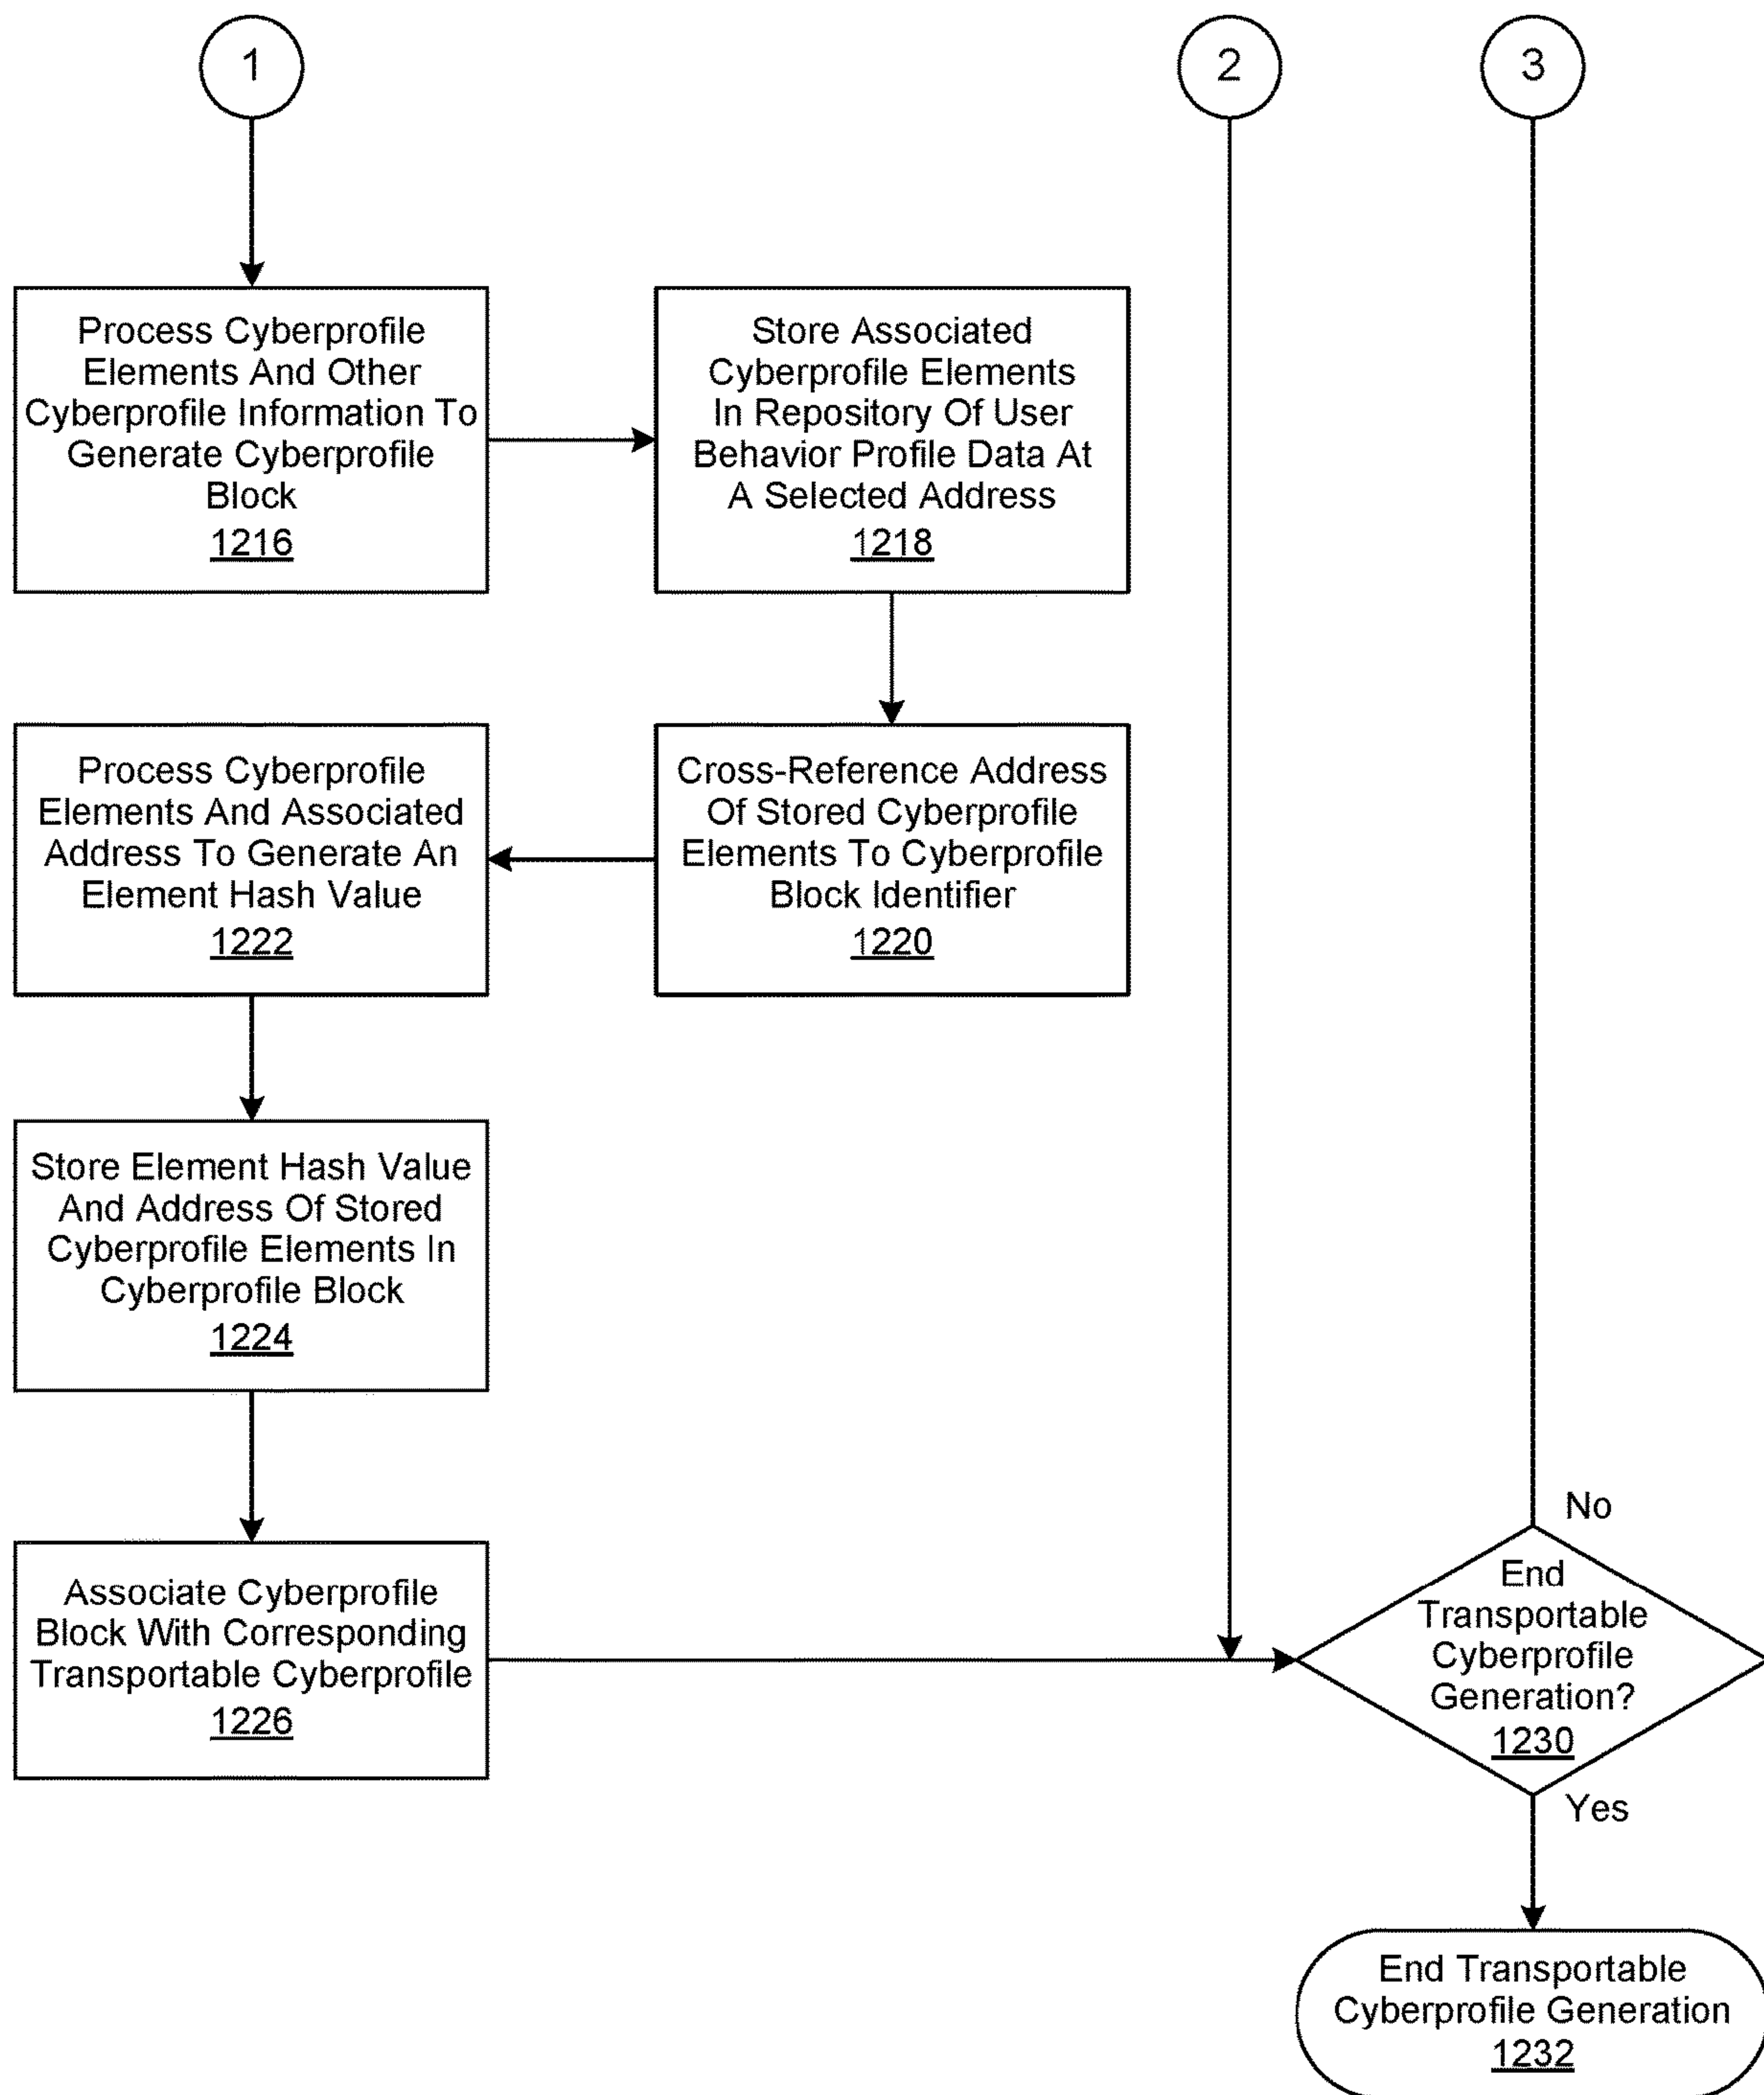 1
2
3
Process Cyberprofile
Elements And Other
Cyberprofile Information To
Generate Cyberprofile
Block
1216
Store Associated
Cyberprofile Elements
In Repository Of User
Behavior Profile Data At
A Selected Address
1218
Cross-Reference Address
Of Stored Cyberprofile
Elements To Cyberprofile
Block Identifier
1220
Process Cyberprofile
Elements And Associated
Address To Generate An
Element Hash Value
1222
Store Element Hash Value
And Address Of Stored
Cyberprofile Elements In
Cyberprofile Block
1224
Associate Cyberprofile
Block With Corresponding
Transportable Cyberprofile
1226
No
End
Transportable
Cyberprofile
Generation?
1230
Yes
End Transportable
Cyberprofile Generation
1232